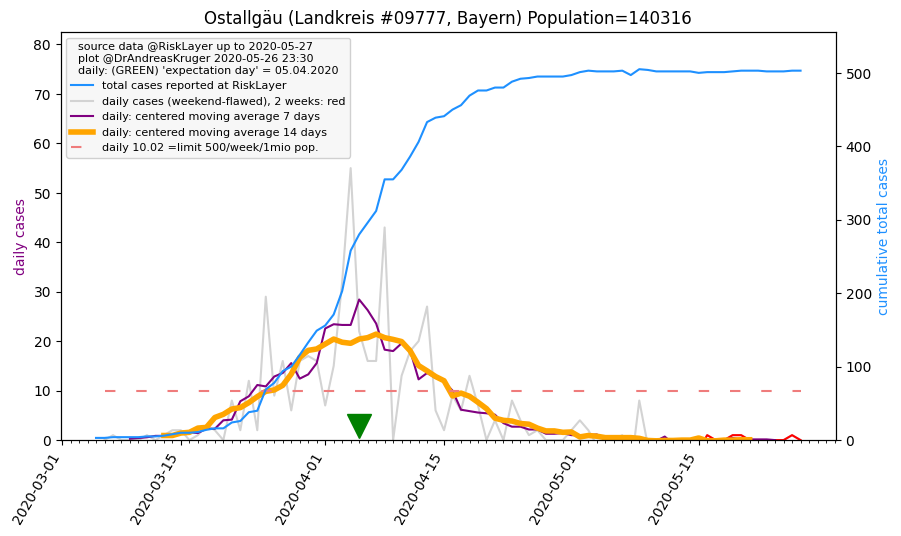 Ostallgäu (Landkreis #09777, Bayern) Population=140316
source data @RiskLayer up to 2020-05-27
plot @DrAndreasKruger 2020-05-26 23:30
daily: (GREEN) 'expectation day' = 05.04.2020
total cases reported at RiskLayer
daily cases (weekend-flawed), 2 weeks: red
daily: centered moving average 7 days
daily: centered moving average 14 days
daily 10.02 =limit 500/week/1mio pop.
daily cases
80
70
60
50
40
30
20
10
0
cumulative total cases
500
400
300
200
100
0
2020-03-01
2020-03-15
2020-04-01
2020-04-15
2020-05-01
2020-05-15